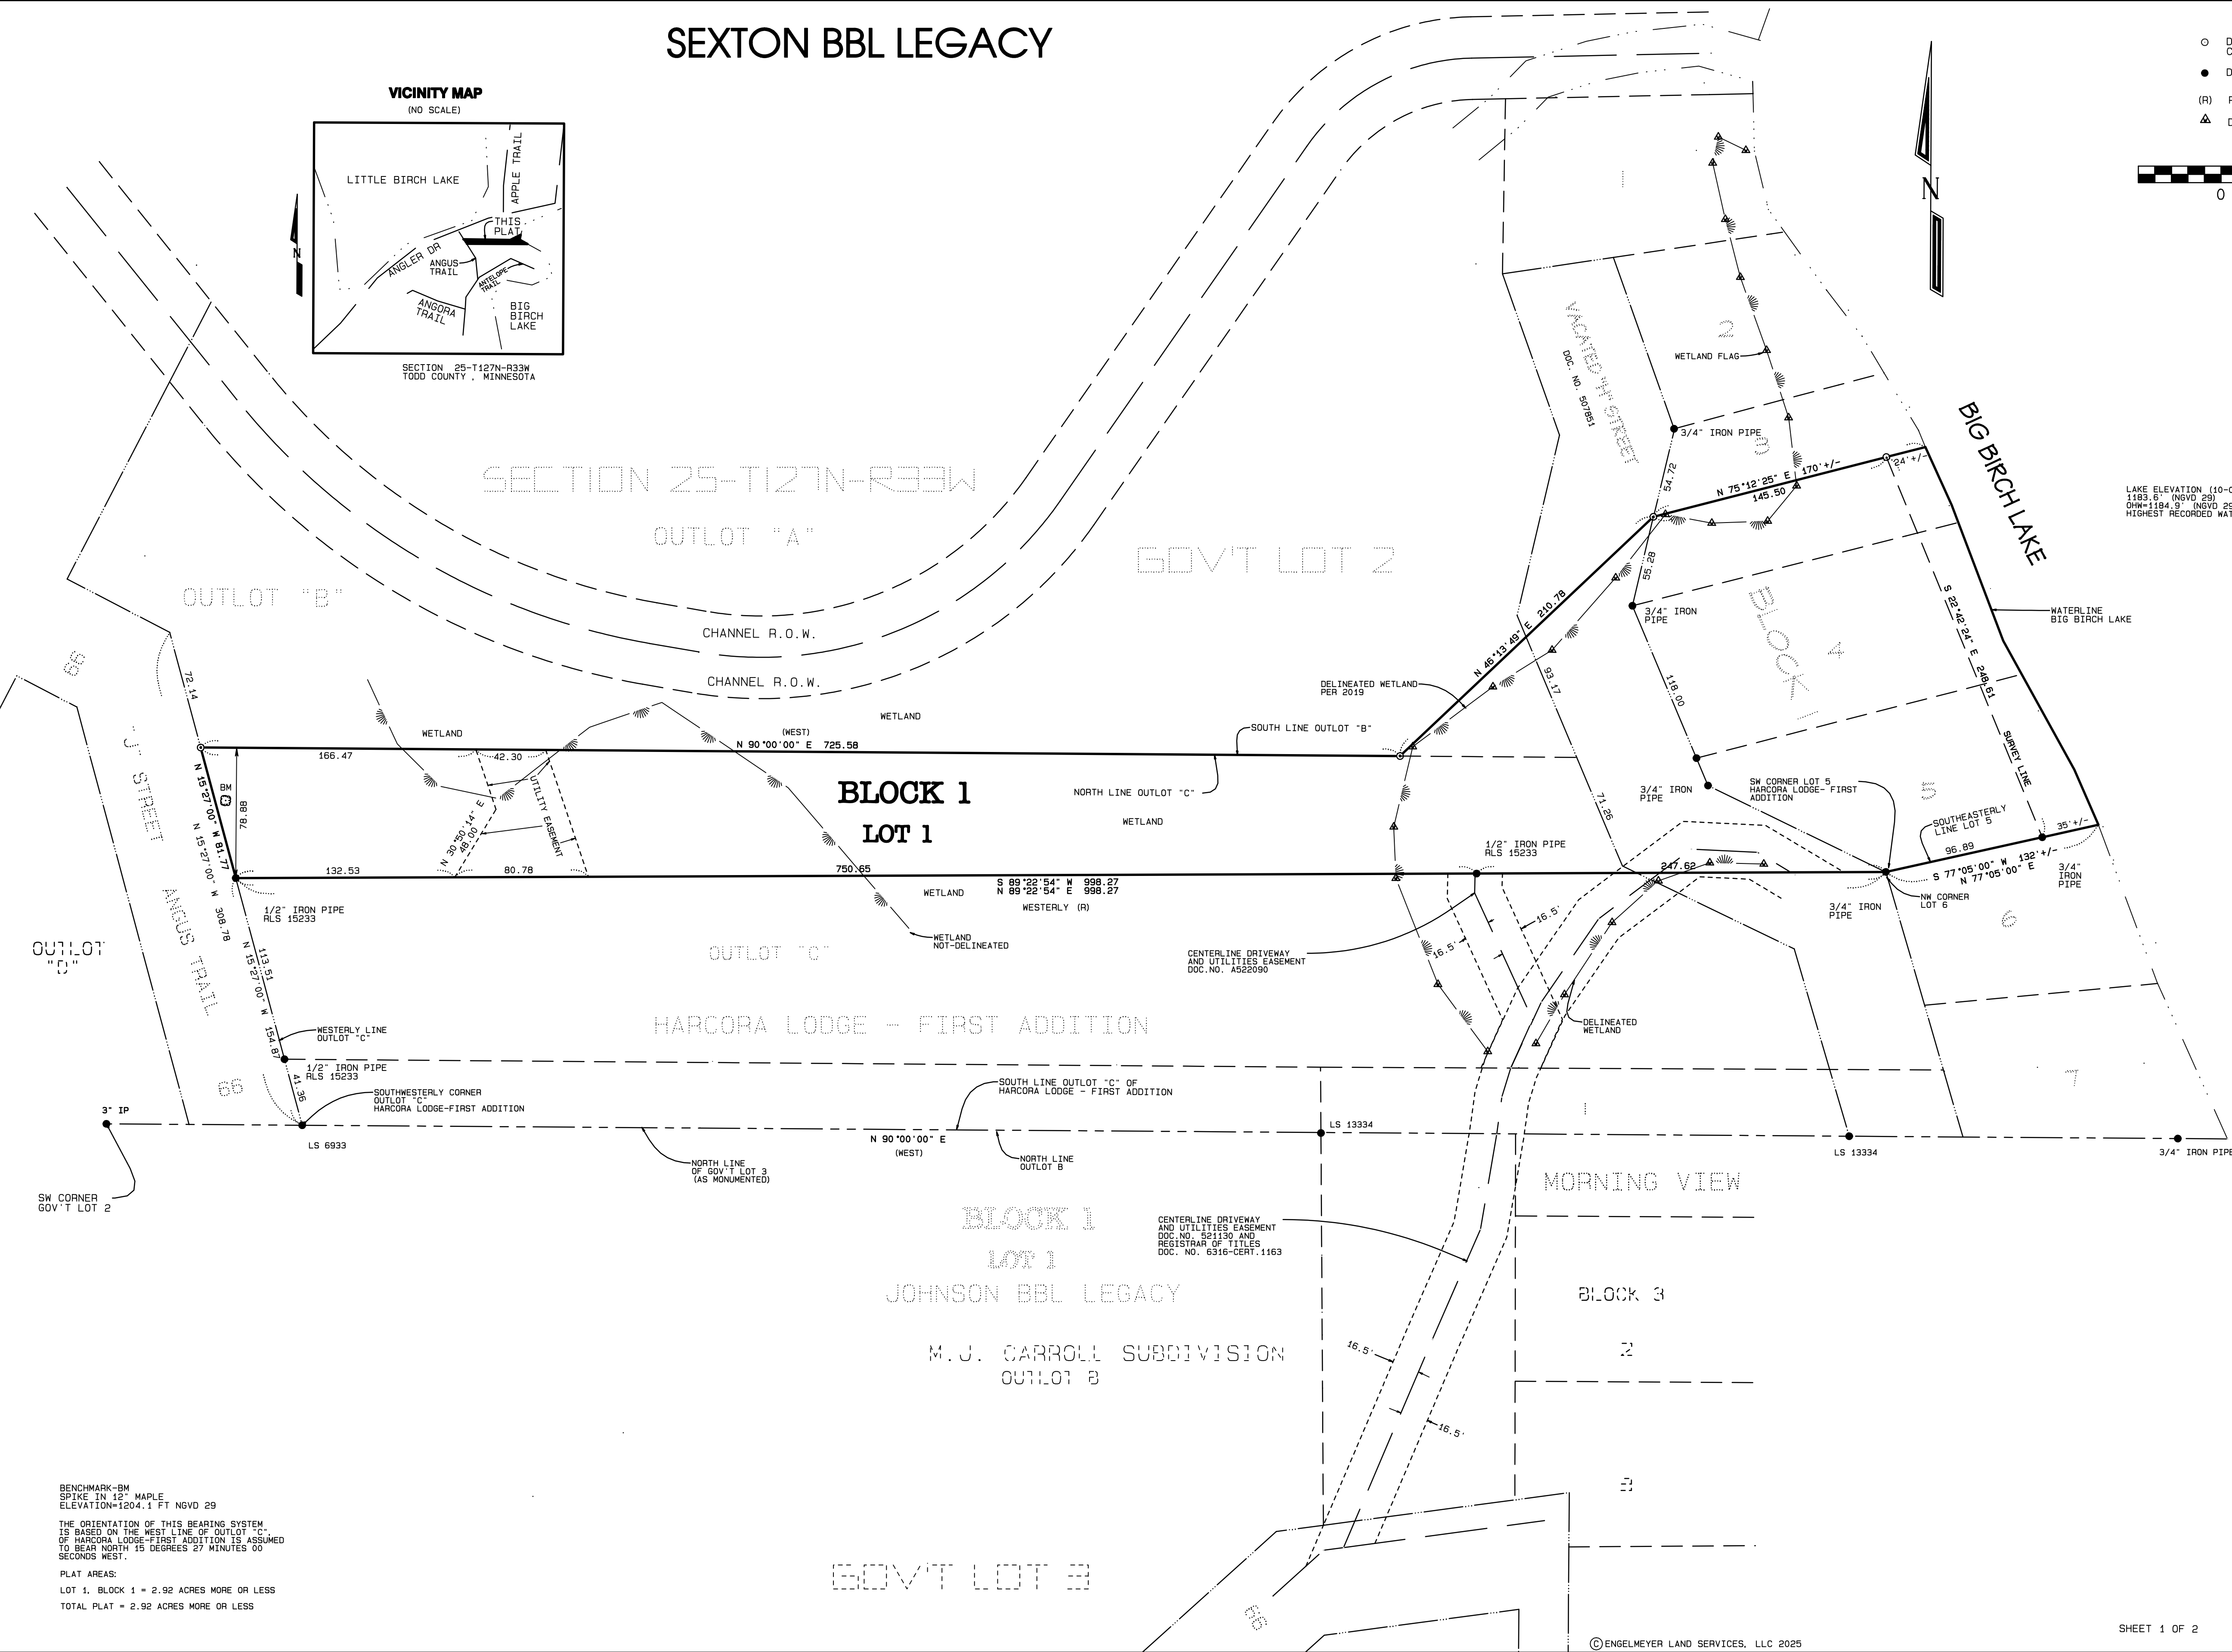 SEXTON BBL LEGACY
VICINITY MAP
(NO SCALE)
LITTLE BIRCH LAKE
APPLE TRAIL
THIS
PLAT
ANGLER DR
ANGUS
TRAIL
ANTELOPE
TRAIL
ANGORA
TRAIL
BIG
BIRCH
LAKE
N
SECTION 25-T127N-R33W
TODD COUNTY , MINNESOTA
N
(R)
0
SECTION 25-T127N-R33W
OUTLOT "A"
OUTLOT "B"
GOV'T LOT 2
CHANNEL R.O.W.
CHANNEL R.O.W.
1
2
3
4
5
6
7
VACATED "H" STREET
DOC. NO. 507851
WETLAND FLAG
3/4" IRON PIPE
54.72
N 75°12'25" E 170'+/-
145.50
24'+/-
BIG BIRCH LAKE
LAKE ELEVATION (10-0
1183.6' (NGVD 29)
OHW=1184.9' (NGVD 29
HIGHEST RECORDED WAT
55.28
3/4" IRON
PIPE
BLOCK 1
S 22°42'24" E 248.61
SURVEY LINE
WATERLINE
BIG BIRCH LAKE
N 46°13'49" E 210.78
93.17
118.00
DELINEATED WETLAND
PER 2019
SOUTH LINE OUTLOT "B"
NORTH LINE OUTLOT "C"
66
72.14
"J" STREET
ANGUS TRAIL
WETLAND
WETLAND
(WEST)
N 90°00'00" E 725.58
166.47
42.30
BM
78.88
N 15°27'00" W 81.77
N 15°27'00" W 308.78
N 30°50'14" E
48.00
UTILITY EASEMENT
BLOCK 1
LOT 1
WETLAND
132.53
80.78
750.65
S 89°22'54" W 998.27
N 89°22'54" E 998.27
WESTERLY (R)
WETLAND
WETLAND
NOT-DELINEATED
1/2" IRON PIPE
RLS 15233
71.26
3/4" IRON
PIPE
SW CORNER LOT 5
HARCORA LODGE- FIRST
ADDITION
SOUTHEASTERLY
LINE LOT 5
247.62
96.89
35'+/-
S 77°05'00" W 132'+/-
N 77°05'00" E
3/4"
IRON
PIPE
NW CORNER
LOT 6
3/4" IRON
PIPE
1/2" IRON PIPE
RLS 15233
OUTLOT
"D"
113.51
N 15°27'00" W 154.87
OUTLOT "C"
CENTERLINE DRIVEWAY
AND UTILITIES EASEMENT
DOC.NO. A522090
16.5'
16.5'
DELINEATED
WETLAND
HARCORA LODGE - FIRST ADDITION
WESTERLY LINE
OUTLOT "C"
1/2" IRON PIPE
RLS 15233
66
41.36
SOUTHWESTERLY CORNER
OUTLOT "C"
HARCORA LODGE-FIRST ADDITION
SOUTH LINE OUTLOT "C" OF
HARCORA LODGE - FIRST ADDITION
3" IP
LS 6933
N 90°00'00" E
(WEST)
LS 13334
1
LS 13334
3/4" IRON PIPE
NORTH LINE
OF GOV'T LOT 3
(AS MONUMENTED)
NORTH LINE
OUTLOT B
SW CORNER
GOV'T LOT 2
MORNING VIEW
BLOCK 1
LOT 1
JOHNSON BBL LEGACY
CENTERLINE DRIVEWAY
AND UTILITIES EASEMENT
DOC.NO. 521130 AND
REGISTRAR OF TITLES
DOC. NO. 6316-CERT.1163
BLOCK 3
2
3
M.J. CARROLL SUBDIVISION
OUTLOT B
16.5'
16.5'
BENCHMARK-BM
SPIKE IN 12" MAPLE
ELEVATION=1204.1 FT NGVD 29
THE ORIENTATION OF THIS BEARING SYSTEM
IS BASED ON THE WEST LINE OF OUTLOT "C",
OF HARCORA LODGE-FIRST ADDITION IS ASSUMED
TO BEAR NORTH 15 DEGREES 27 MINUTES 00
SECONDS WEST.
PLAT AREAS:
LOT 1, BLOCK 1 = 2.92 ACRES MORE OR LESS
TOTAL PLAT = 2.92 ACRES MORE OR LESS
GOV'T LOT 3
66
SHEET 1 OF 2
© ENGELMEYER LAND SERVICES, LLC 2025